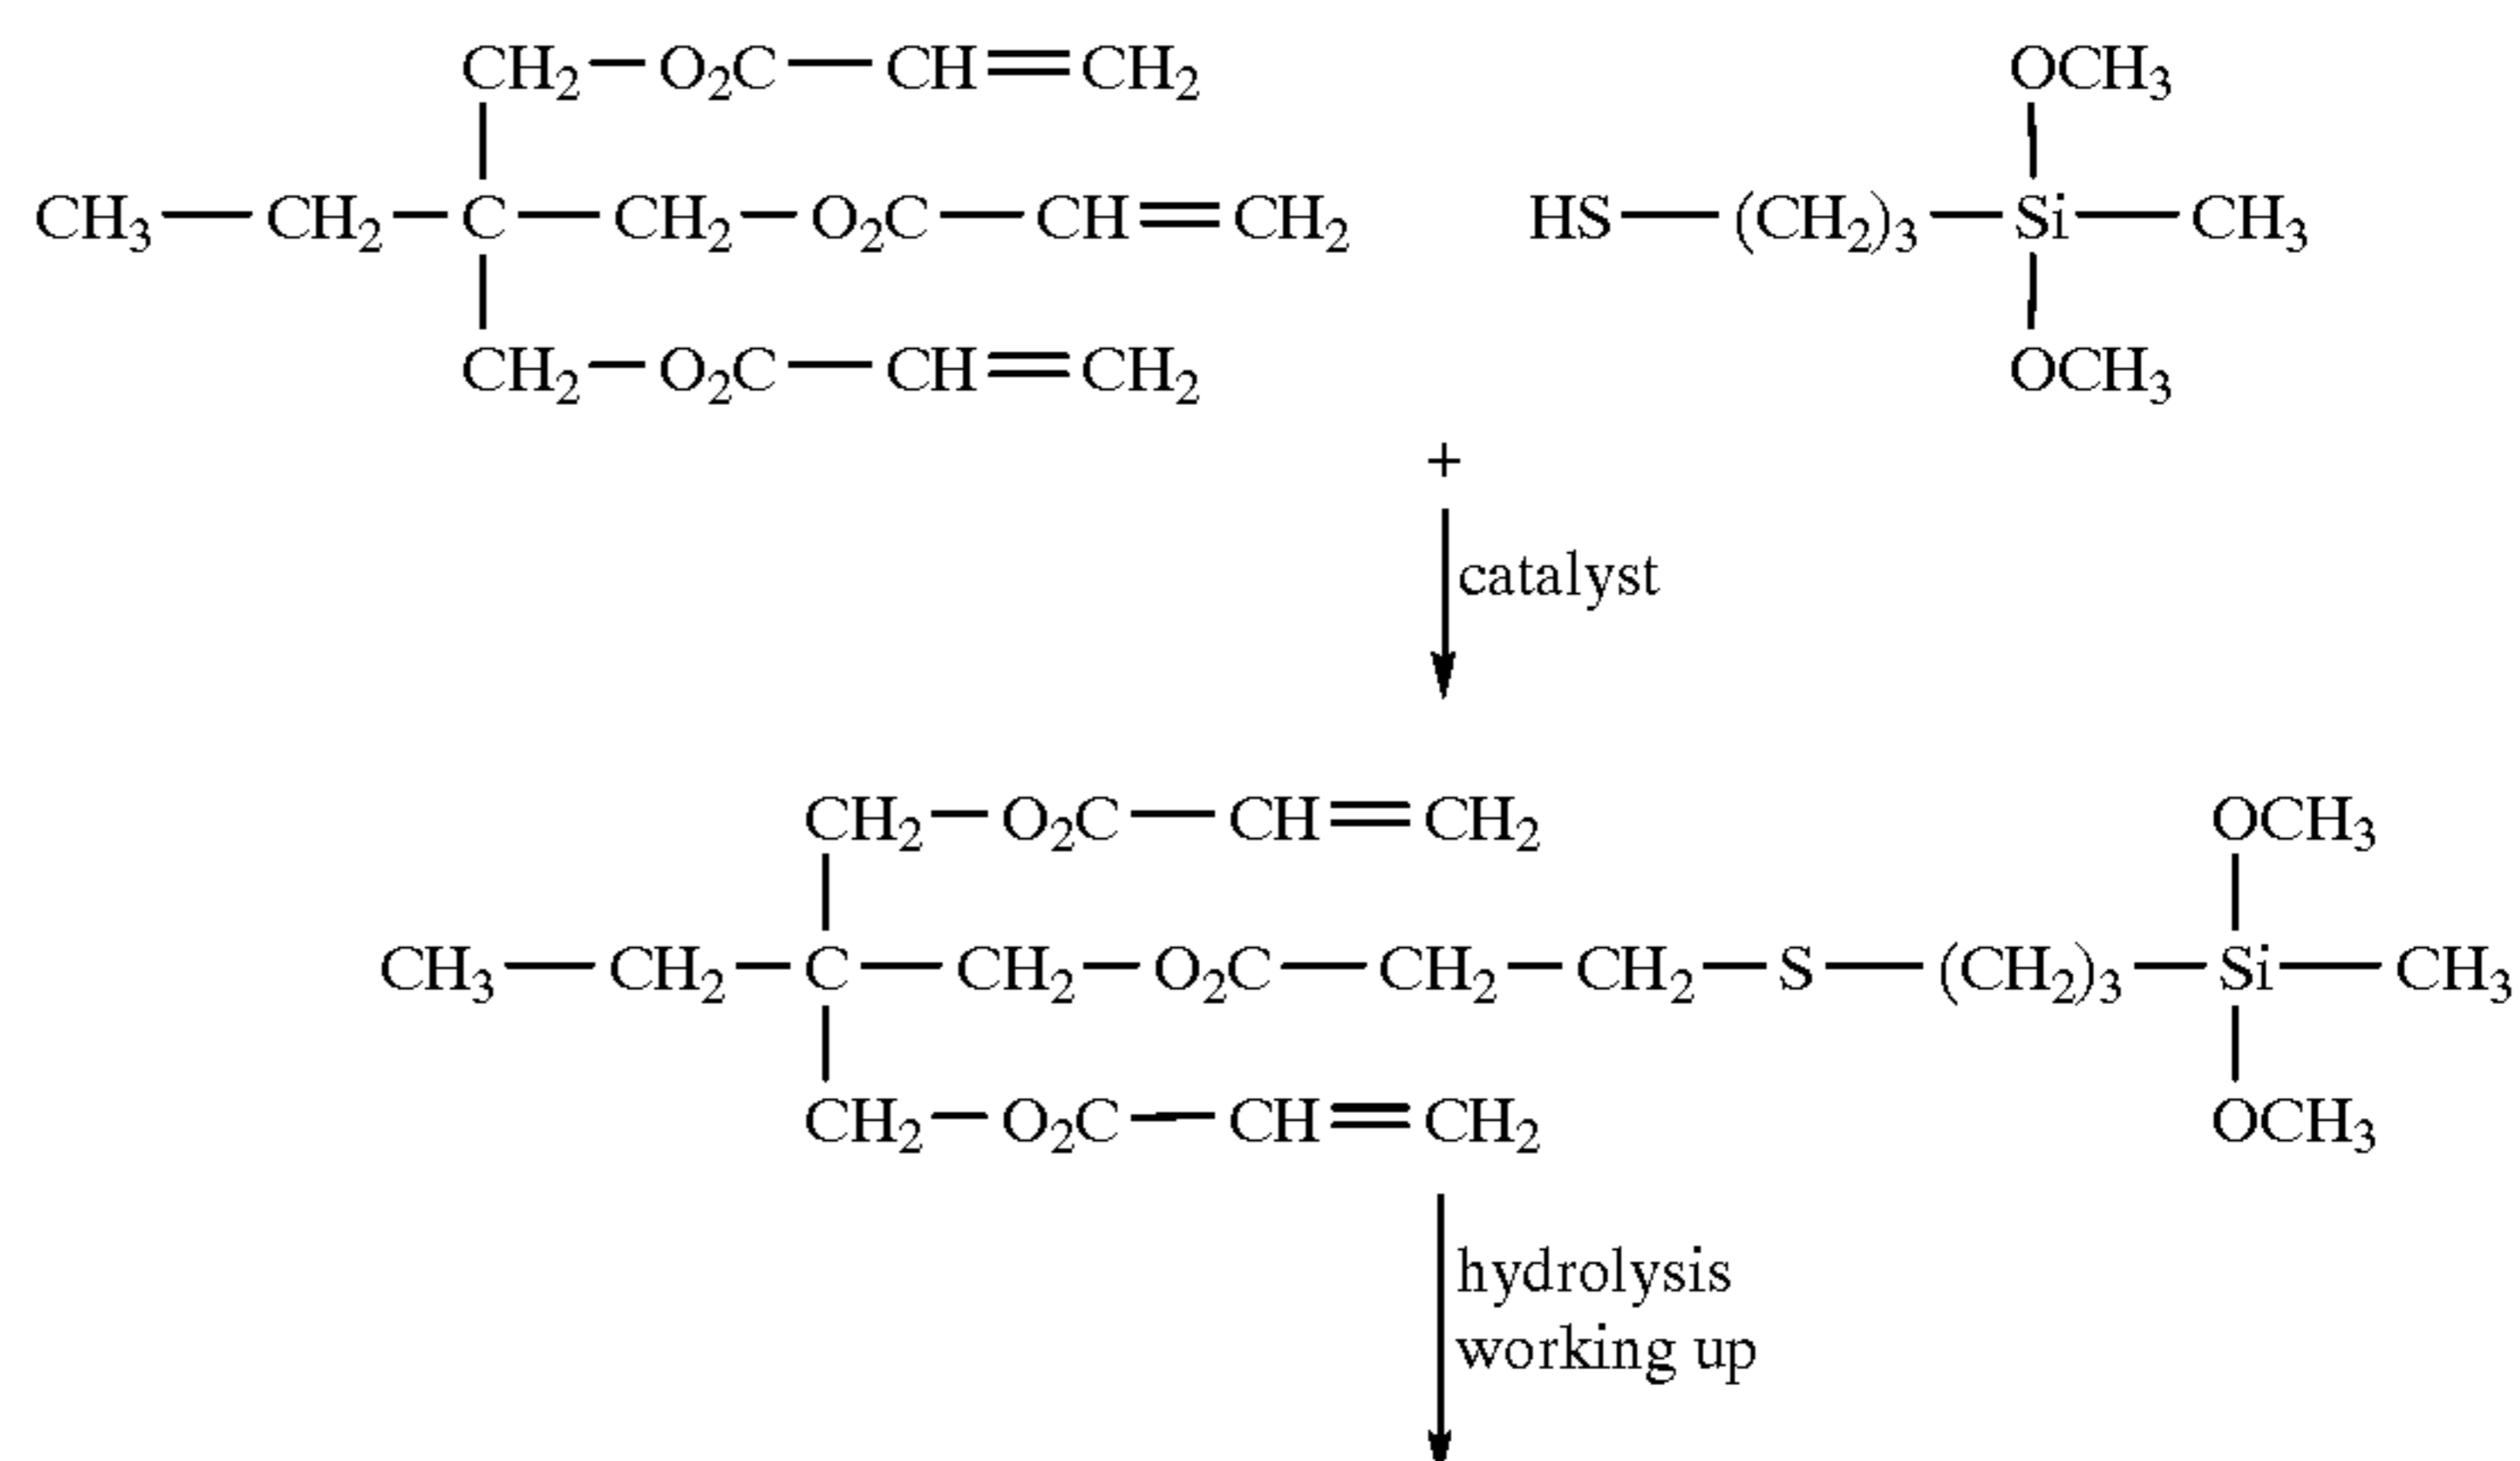 CH₂—O₂C—CH=CH₂ OCH₃
CH₃—CH₂—C—CH₂—O₂C—CH=CH₂ HS—(CH₂)₃—Si—CH₃
CH₂—O₂C—CH=CH₂ OCH₃
+
catalyst
CH₂—O₂C—CH=CH₂ OCH₃
CH₃—CH₂—C—CH₂—O₂C—CH₂—CH₂—S—(CH₂)₃—Si—CH₃
CH₂—O₂C—CH=CH₂ OCH₃
hydrolysis
working up